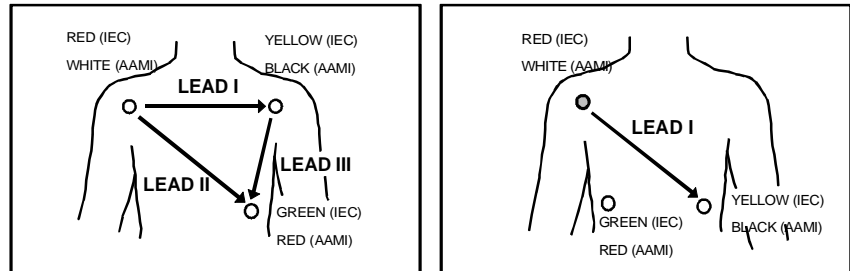 RED (IEC)
WHITE (AAMI)
YELLOW (IEC)
BLACK (AAMI)
LEAD I
LEAD II
LEAD III
GREEN (IEC)
RED (AAMI)
RED (IEC)
WHITE (AAMI)
LEAD I
GREEN (IEC)
RED (AAMI)
YELLOW (IEC)
BLACK (AAMI)